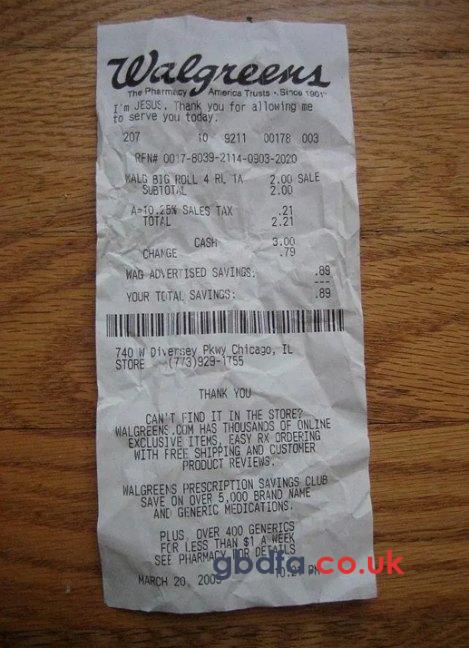 Walgreens
The Pharmacy America Trusts • Since 1901
I'm JESUS. Thank you for allowing me
to serve you today.
207 10 9211 00178 003
RFN# 0017-8039-2114-0903-2020
WALG BIG ROLL 4 RL 1A 2.00 SALE
SUBTOTAL 2.00
A=10.25% SALES TAX .21
TOTAL 2.21
CASH 3.00
CHANGE .79
WAG ADVERTISED SAVINGS: .89
---
YOUR TOTAL SAVINGS: .89
740 W Diversey Pkwy Chicago, IL
STORE (773)929-1755
THANK YOU
CAN'T FIND IT IN THE STORE?
WALGREENS.COM HAS THOUSANDS OF ONLINE
EXCLUSIVE ITEMS, EASY RX ORDERING
WITH FREE SHIPPING AND CUSTOMER
PRODUCT REVIEWS.
WALGREENS PRESCRIPTION SAVINGS CLUB
SAVE ON OVER 5,000 BRAND NAME
AND GENERIC MEDICATIONS.
PLUS, OVER 400 GENERICS
FOR LESS THAN $1 A WEEK
SEE PHARMACY FOR DETAILS
gbdfa.co.uk
MARCH 20, PM